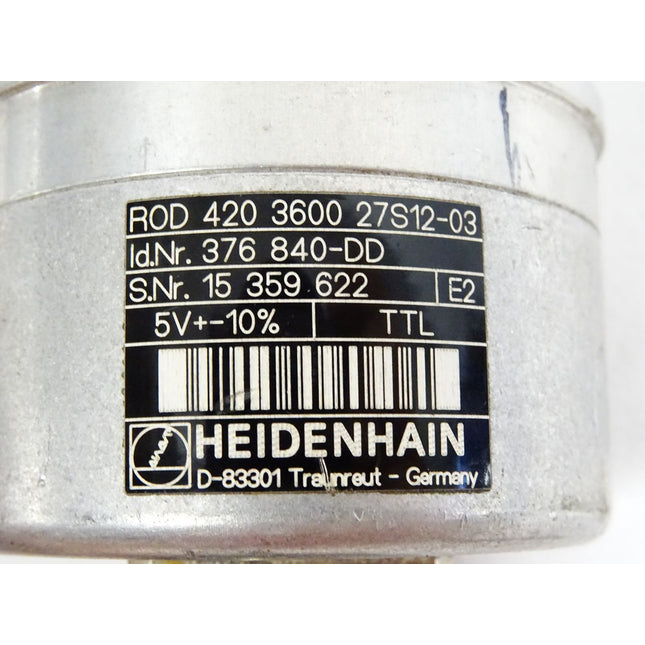 ROD 420 3600 27S12-03
Id.Nr. 376 840-DD
S.Nr. 15 359 622 E2
5V+-10% TTL
HEIDENHAIN
D-83301 Traunreut - Germany